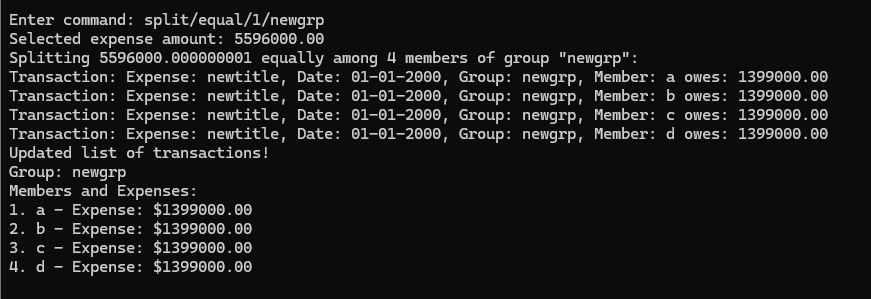 Enter command: split/equal/1/newgrp
Selected expense amount: 5596000.00
Splitting 5596000.000000001 equally among 4 members of group "newgrp":
Transaction: Expense: newtitle, Date: 01-01-2000, Group: newgrp, Member: a owes: 1399000.00
Transaction: Expense: newtitle, Date: 01-01-2000, Group: newgrp, Member: b owes: 1399000.00
Transaction: Expense: newtitle, Date: 01-01-2000, Group: newgrp, Member: c owes: 1399000.00
Transaction: Expense: newtitle, Date: 01-01-2000, Group: newgrp, Member: d owes: 1399000.00
Updated list of transactions!
Group: newgrp
Members and Expenses:
1. a - Expense: $1399000.00
2. b - Expense: $1399000.00
3. c - Expense: $1399000.00
4. d - Expense: $1399000.00